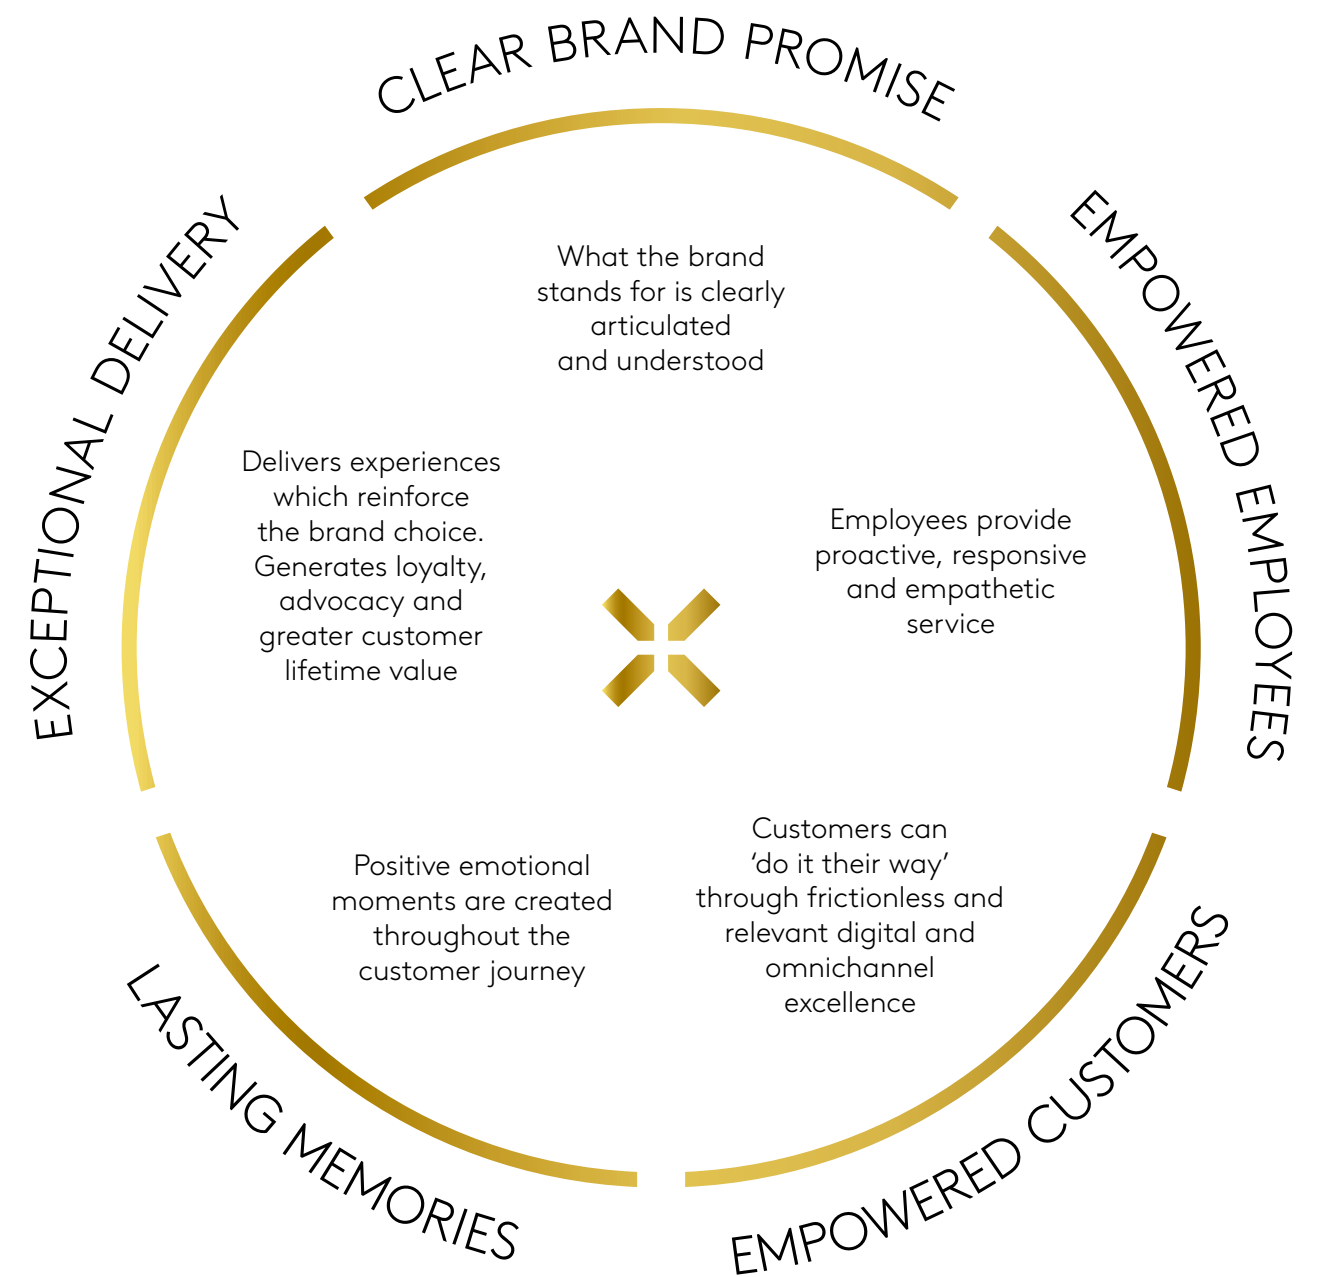 CLEAR BRAND PROMISE
What the brand
stands for is clearly
articulated
and understood
EMPOWERED EMPLOYEES
Employees provide
proactive, responsive
and empathetic
service
EMPOWERED CUSTOMERS
Customers can
‘do it their way’
through frictionless and
relevant digital and
omnichannel
excellence
LASTING MEMORIES
Positive emotional
moments are created
throughout the
customer journey
EXCEPTIONAL DELIVERY
Delivers experiences
which reinforce
the brand choice.
Generates loyalty,
advocacy and
greater customer
lifetime value